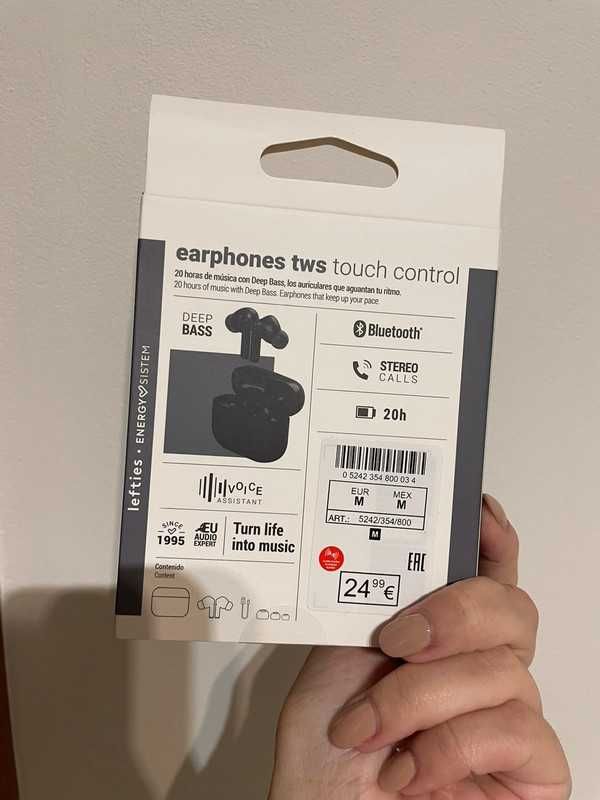 earphones tws touch control
20 horas de música con Deep Bass, los auriculares que aguantan tu ritmo.
20 hours of music with Deep Bass. Earphones that keep up your pace.
DEEP
BASS
Bluetooth®
STEREO
CALLS
20h
lefties • ENERGY SISTEM
VOICE
ASSISTANT
SINCE
1995
EU
AUDIO
EXPERT
Turn life
into music
Contenido
Content
0 5242 354 800 03 4
EUR
M
MEX
M
ART.: 5242/354/800
M
EAC
24,99€